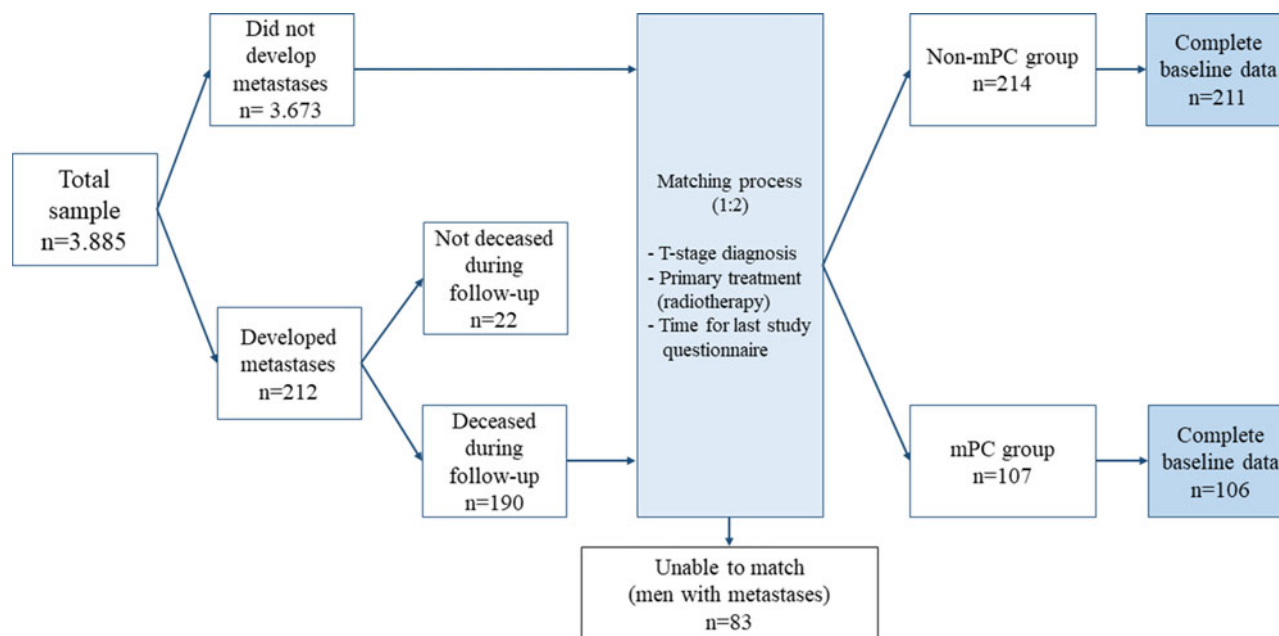 Did not
develop
metastases
n= 3.673
Total
sample
n=3.885
Developed
metastases
n=212
Not deceased
during
follow-up
n=22
Deceased
during
follow-up
n=190
Matching process
(1:2)
- T-stage diagnosis
- Primary treatment
(radiotherapy)
- Time for last study
questionnaire
Unable to match
(men with metastases)
n=83
Non-mPC group
n=214
Complete
baseline data
n=211
mPC group
n=107
Complete
baseline data
n=106